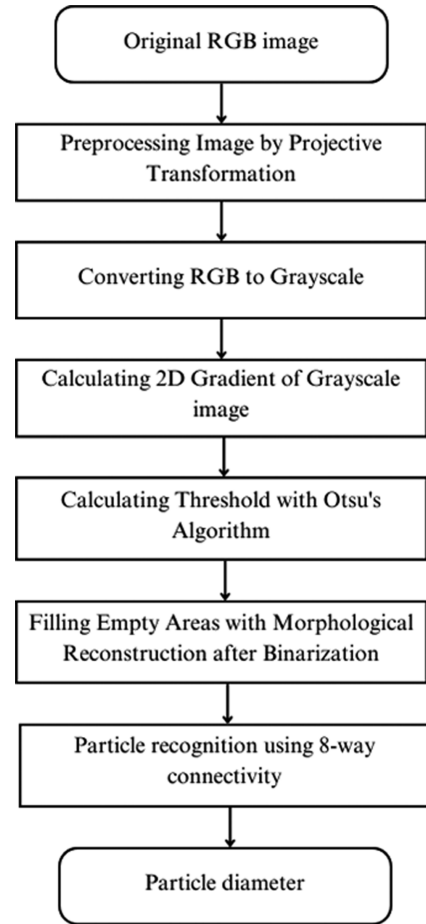 Original RGB image
Preprocessing Image by Projective
Transformation
Converting RGB to Grayscale
Calculating 2D Gradient of Grayscale
image
Calculating Threshold with Otsu's
Algorithm
Filling Empty Areas with Morphological
Reconstruction after Binarization
Particle recognition using 8-way
connectivity
Particle diameter